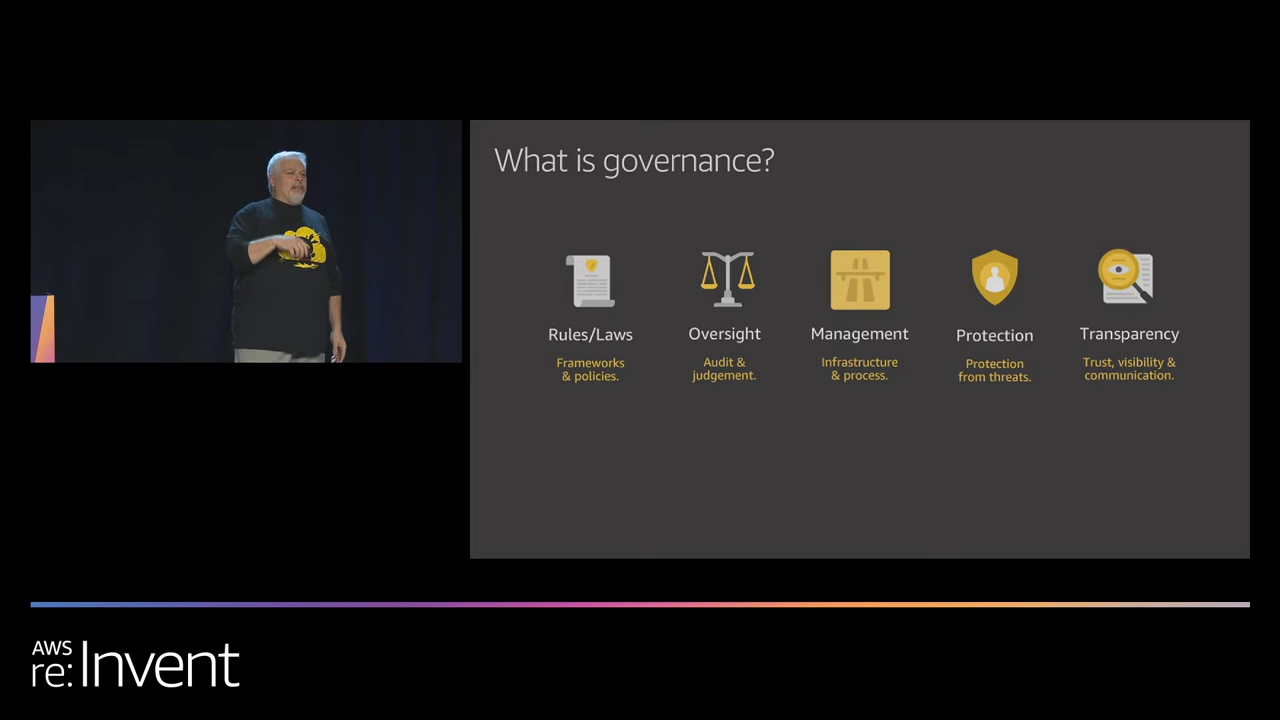 What is governance?
Rules/Laws
Frameworks
& policies.
Oversight
Audit &
judgement.
Management
Infrastructure
& process.
Protection
Protection
from threats.
Transparency
Trust, visibility &
communication.
AWS
re:Invent